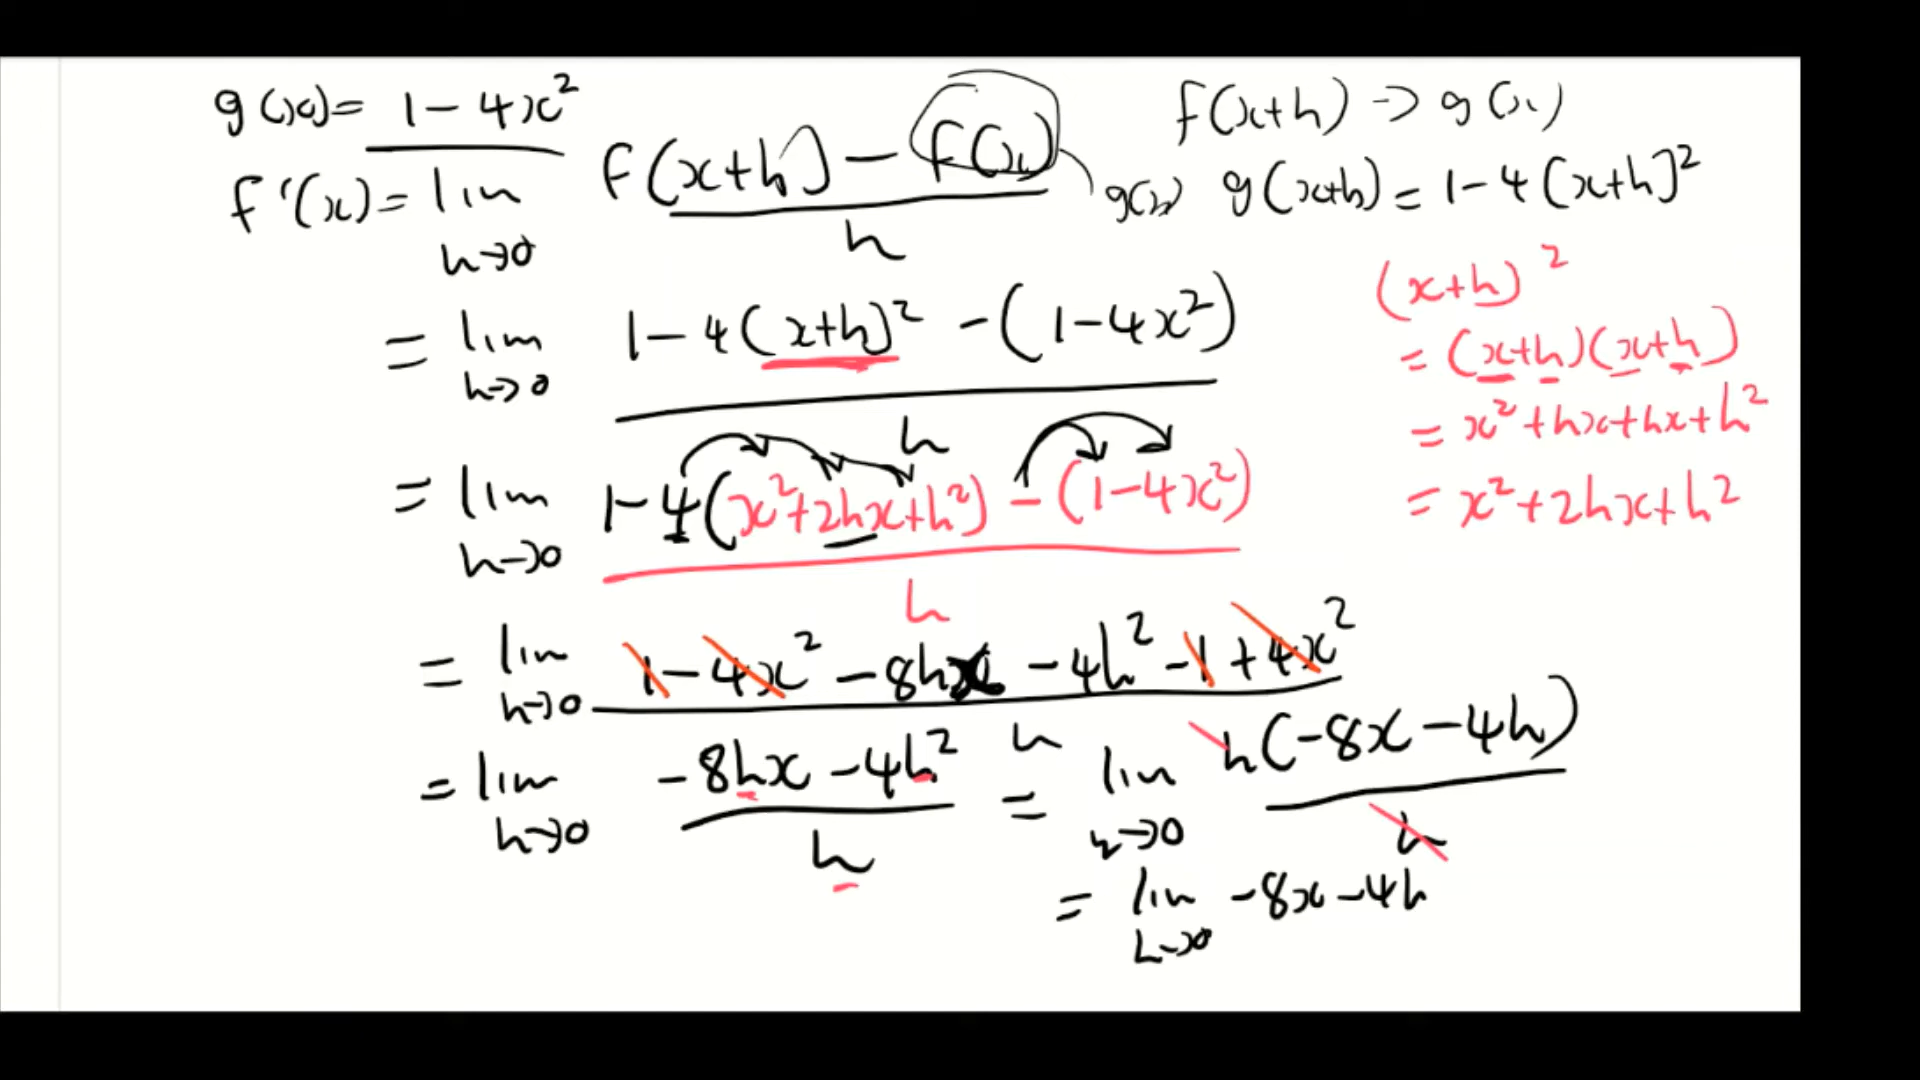 g(x)= 1-4x²
f'(x)= lim h→0 f(x+h)-f(x) / h
f(x+h) → g(x)
g(x) g(x+h) = 1-4(x+h)²
= lim h→0 1-4(x+h)² -(1-4x²) / h
(x+h)²
= (x+h)(x+h)
= x²+hx+hx+h²
= x²+2hx+h²
= lim h→0 1-4(x²+2hx+h²) -(1-4x²) / h
= lim h→0 1-4x² -8hx -4h² -1+4x² / h
= lim h→0 -8hx -4h² / h
= lim h→0 h(-8x-4h) / h
= lim h→0 -8x-4h